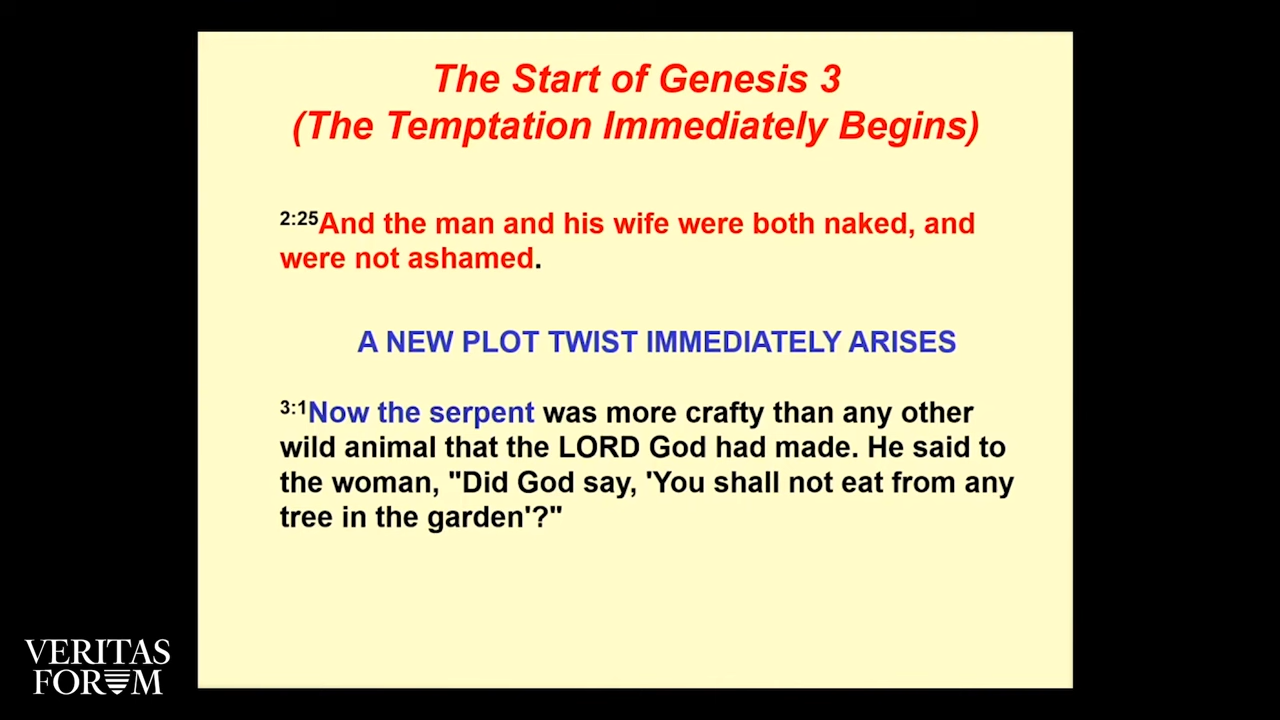 The Start of Genesis 3
(The Temptation Immediately Begins)
2:25And the man and his wife were both naked, and
were not ashamed.
A NEW PLOT TWIST IMMEDIATELY ARISES
3:1Now the serpent was more crafty than any other
wild animal that the LORD God had made. He said to
the woman, "Did God say, 'You shall not eat from any
tree in the garden'?"
VERITAS
FORUM